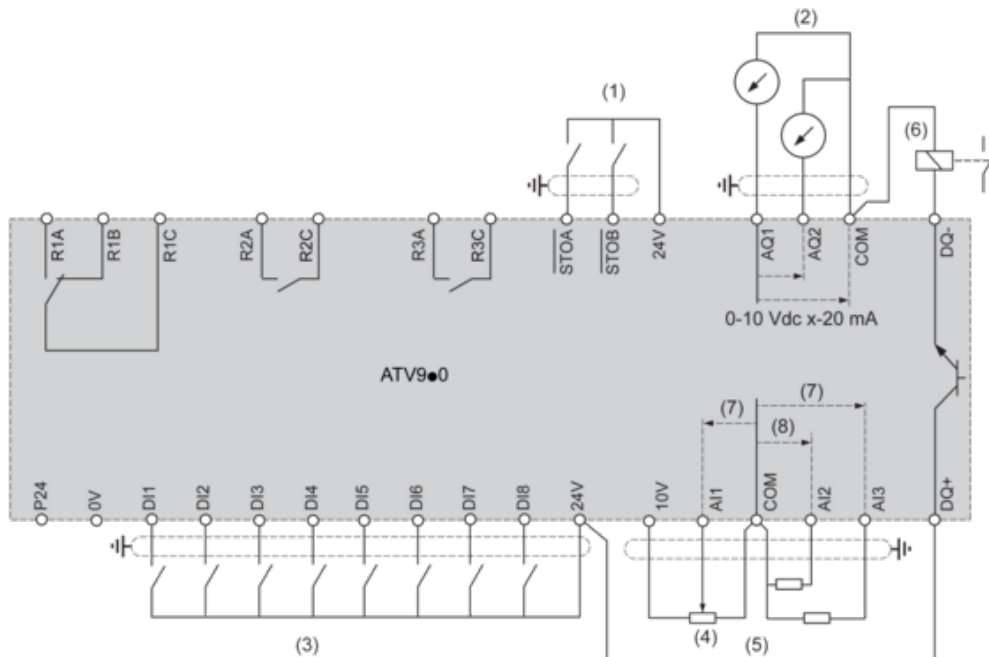 (2)
(1)
(6)
R1A
R1B
R1C
R2A
R2C
R3A
R3C
STOA
STOB
24V
AQ1
AQ2
COM
DQ-
0-10 Vdc x-20 mA
ATV9●0
(7)
(7)
(8)
P24
0V
DI1
DI2
DI3
DI4
DI5
DI6
DI7
DI8
24V
10V
AI1
COM
AI2
AI3
DQ+
(3)
(4)
(5)